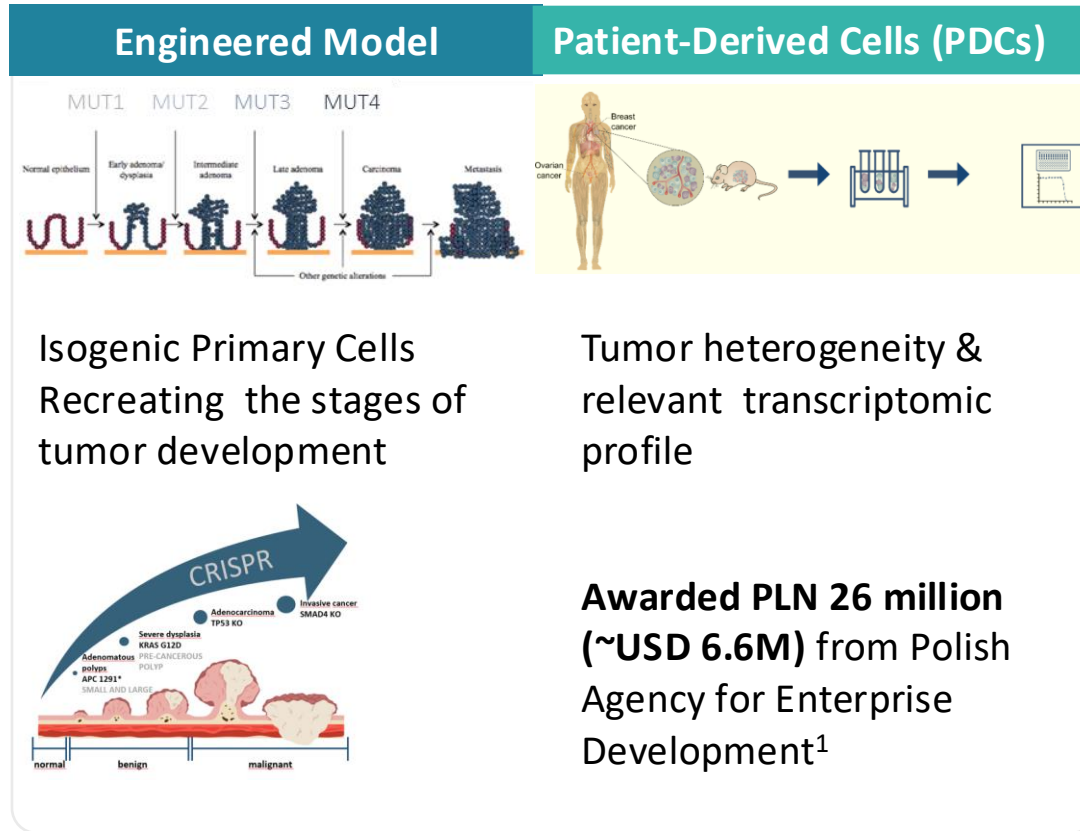 Engineered Model
MUT1 MUT2 MUT3 MUT4
Normal epithelium
Early adenoma/
dysplasia
Intermediate
adenoma
Late adenoma
Carcinoma
Metastasis
Other genetic alterations
Isogenic Primary Cells
Recreating the stages of
tumor development
CRISPR
Invasive cancer
SMAD4 KO
Adenocarcinoma
TP53 KO
Severe dysplasia
KRAS G12D
PRE-CANCEROUS
POLYP
Adenomatous
polyps
APC 1291*
SMALL AND LARGE
normal benign malignant
Patient-Derived Cells (PDCs)
Breast
cancer
Ovarian
cancer
Tumor heterogeneity &
relevant transcriptomic
profile
Awarded PLN 26 million
(~USD 6.6M) from Polish
Agency for Enterprise
Development¹